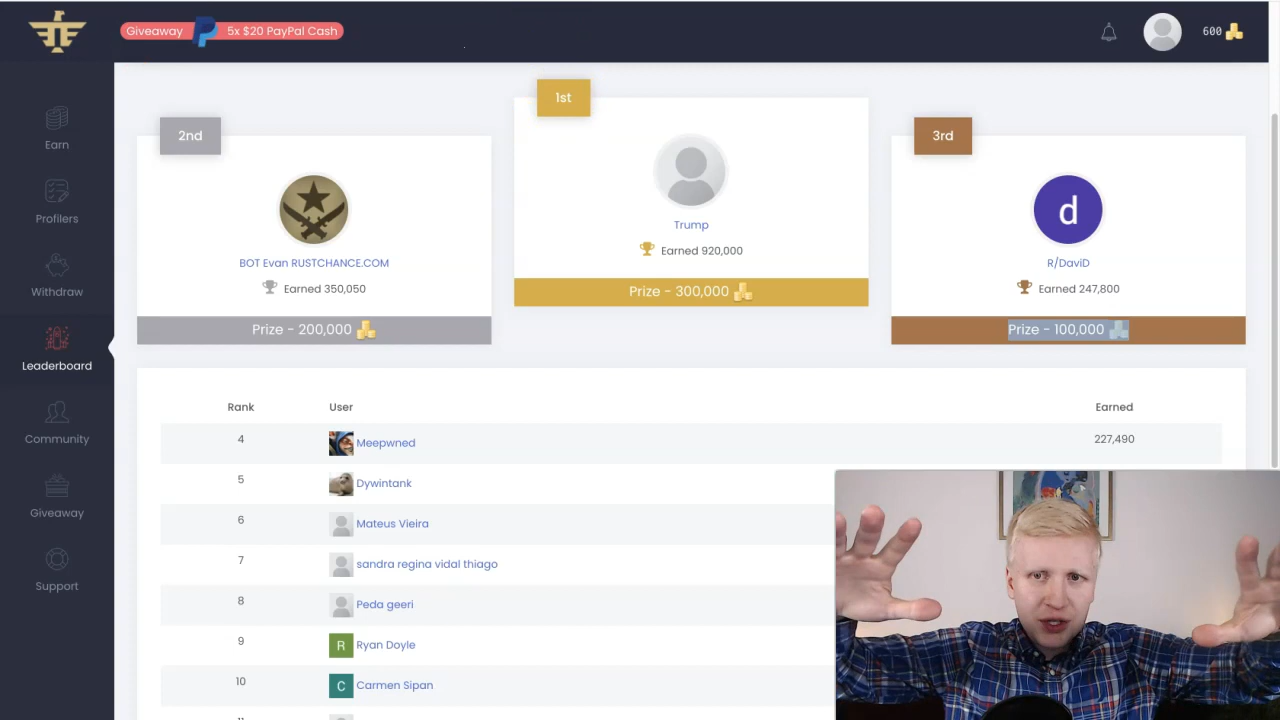 Giveaway 5x $20 PayPal Cash
600
Earn
Profilers
Withdraw
Leaderboard
Community
Giveaway
Support
2nd
BOT Evan RUSTCHANCE.COM
Earned 350,050
Prize - 200,000
1st
Trump
Earned 920,000
Prize - 300,000
3rd
d
R/DaviD
Earned 247,800
Prize - 100,000
Rank User Earned
4 Meepwned 227,490
5 Dywintank
6 Mateus Vieira
7 sandra regina vidal thiago
8 Peda geeri
9 R Ryan Doyle
10 C Carmen Sipan